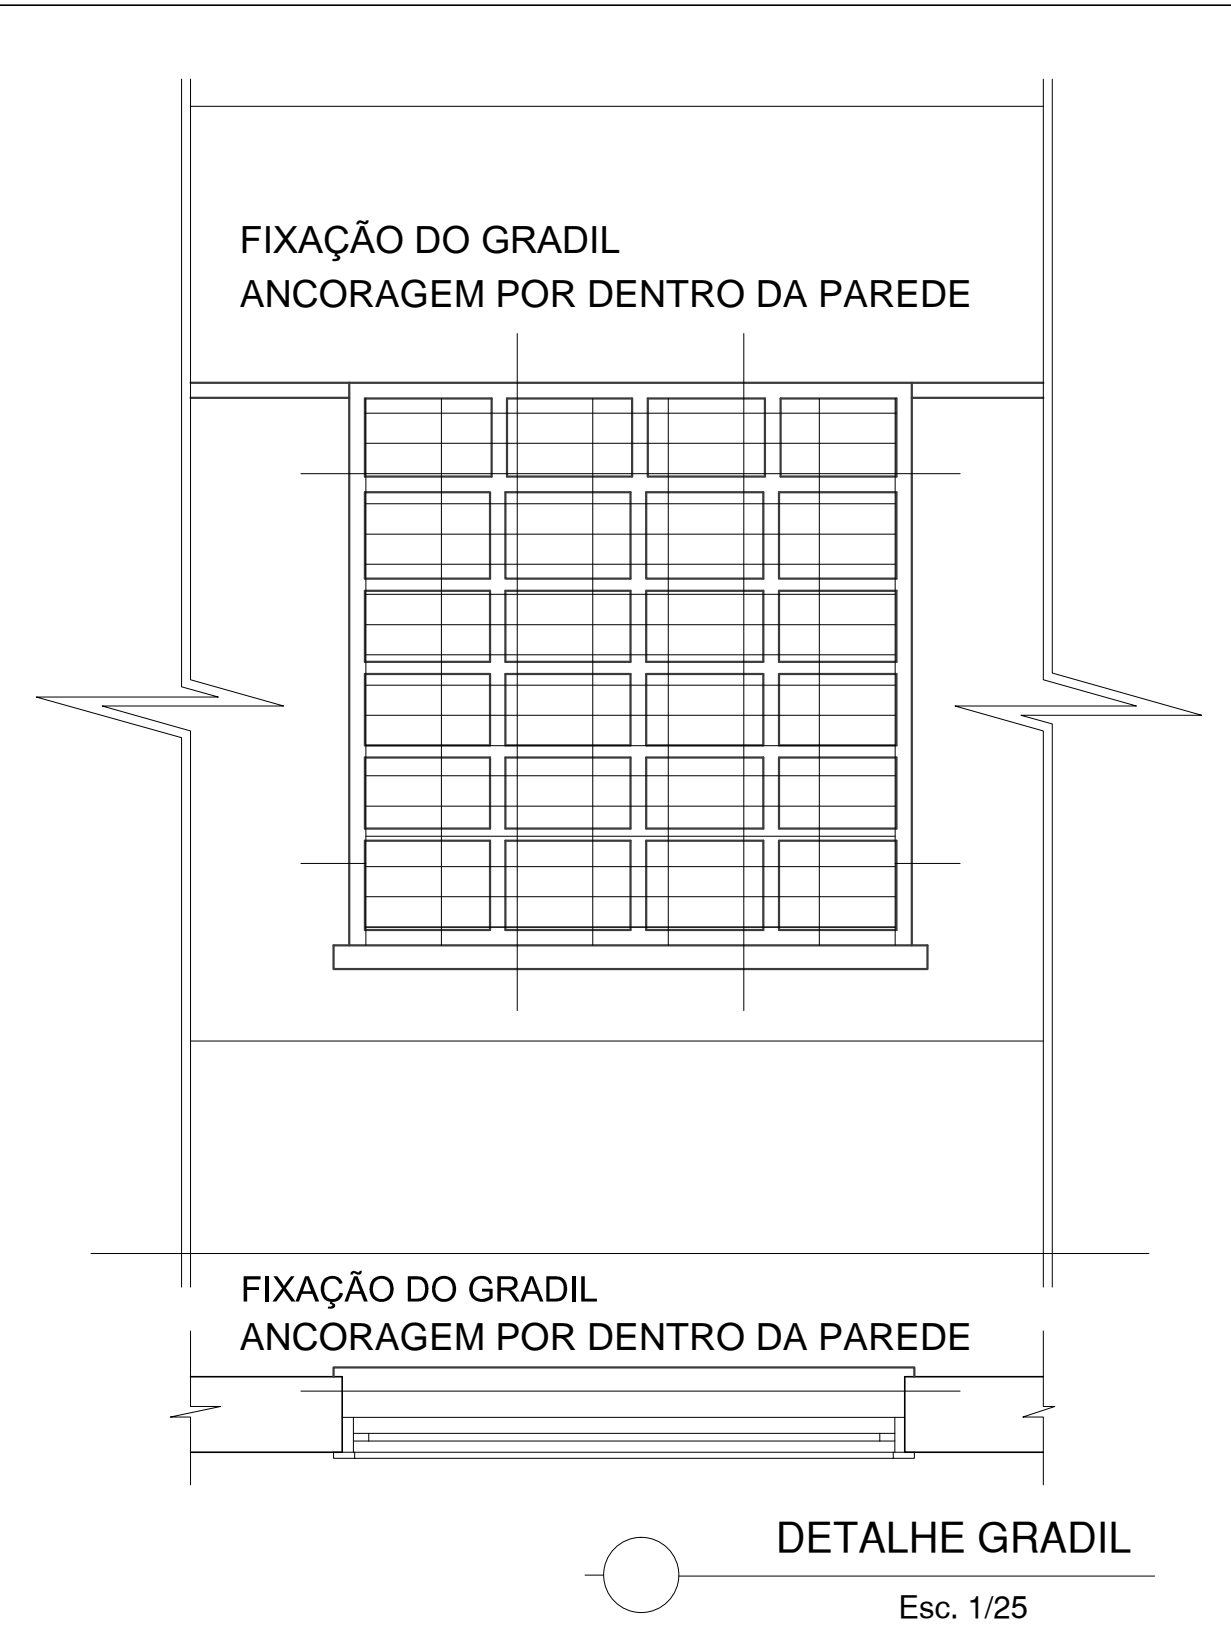 FIXAÇÃO DO GRADIL
ANCORAGEM POR DENTRO DA PAREDE
FIXAÇÃO DO GRADIL
ANCORAGEM POR DENTRO DA PAREDE
DETALHE GRADIL
Esc. 1/25